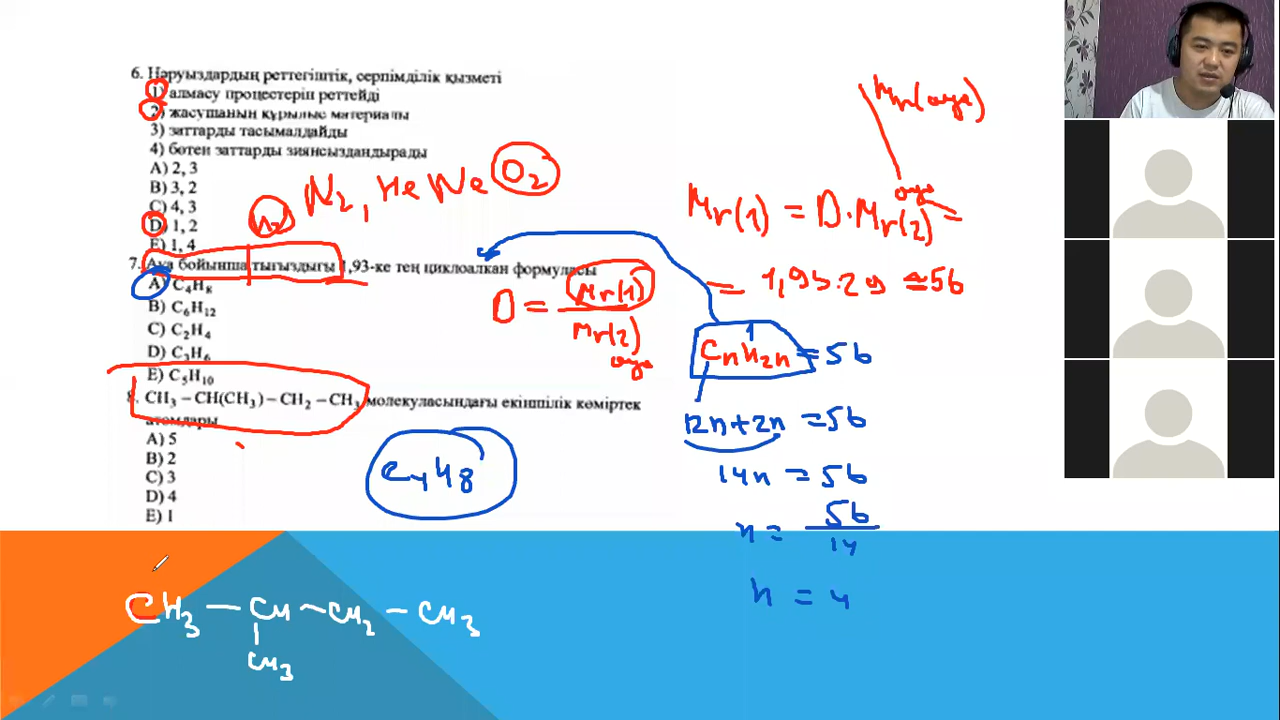 6. Нәруыздардың реттегіштік, серпімділік қызметі
1) алмасу процестерін реттейді
2) жасушаның құрылыс материалы
3) заттарды тасымалдайды
4) бөтен заттарды зиянсыздандырады
A) 2, 3
B) 3, 2
C) 4, 3
D) 1, 2
E) 1, 4
N₂, He Ne O₂
7. Ауа бойынша тығыздығы 1,93-ке тең циклоалкан формуласы
A) C₄H₈
B) C₆H₁₂
C) C₂H₄
D) C₃H₆
E) C₅H₁₀
D = Mr(1) / Mr(2) ауа
8. CH₃ – CH(CH₃) – CH₂ – CH₃ молекуласындағы екіншілік көміртек
атомдары
A) 5
B) 2
C) 3
D) 4
E) 1
C₄H₈
Mr(ауа)
Mr(1) = D·Mr(2) ауа =
= 1,93·29 ≈ 56
CnH2n = 56
12n+2n = 56
14n = 56
n = 56/14
n = 4
CH₃ – CH – CH₂ – CH₃
CH₃